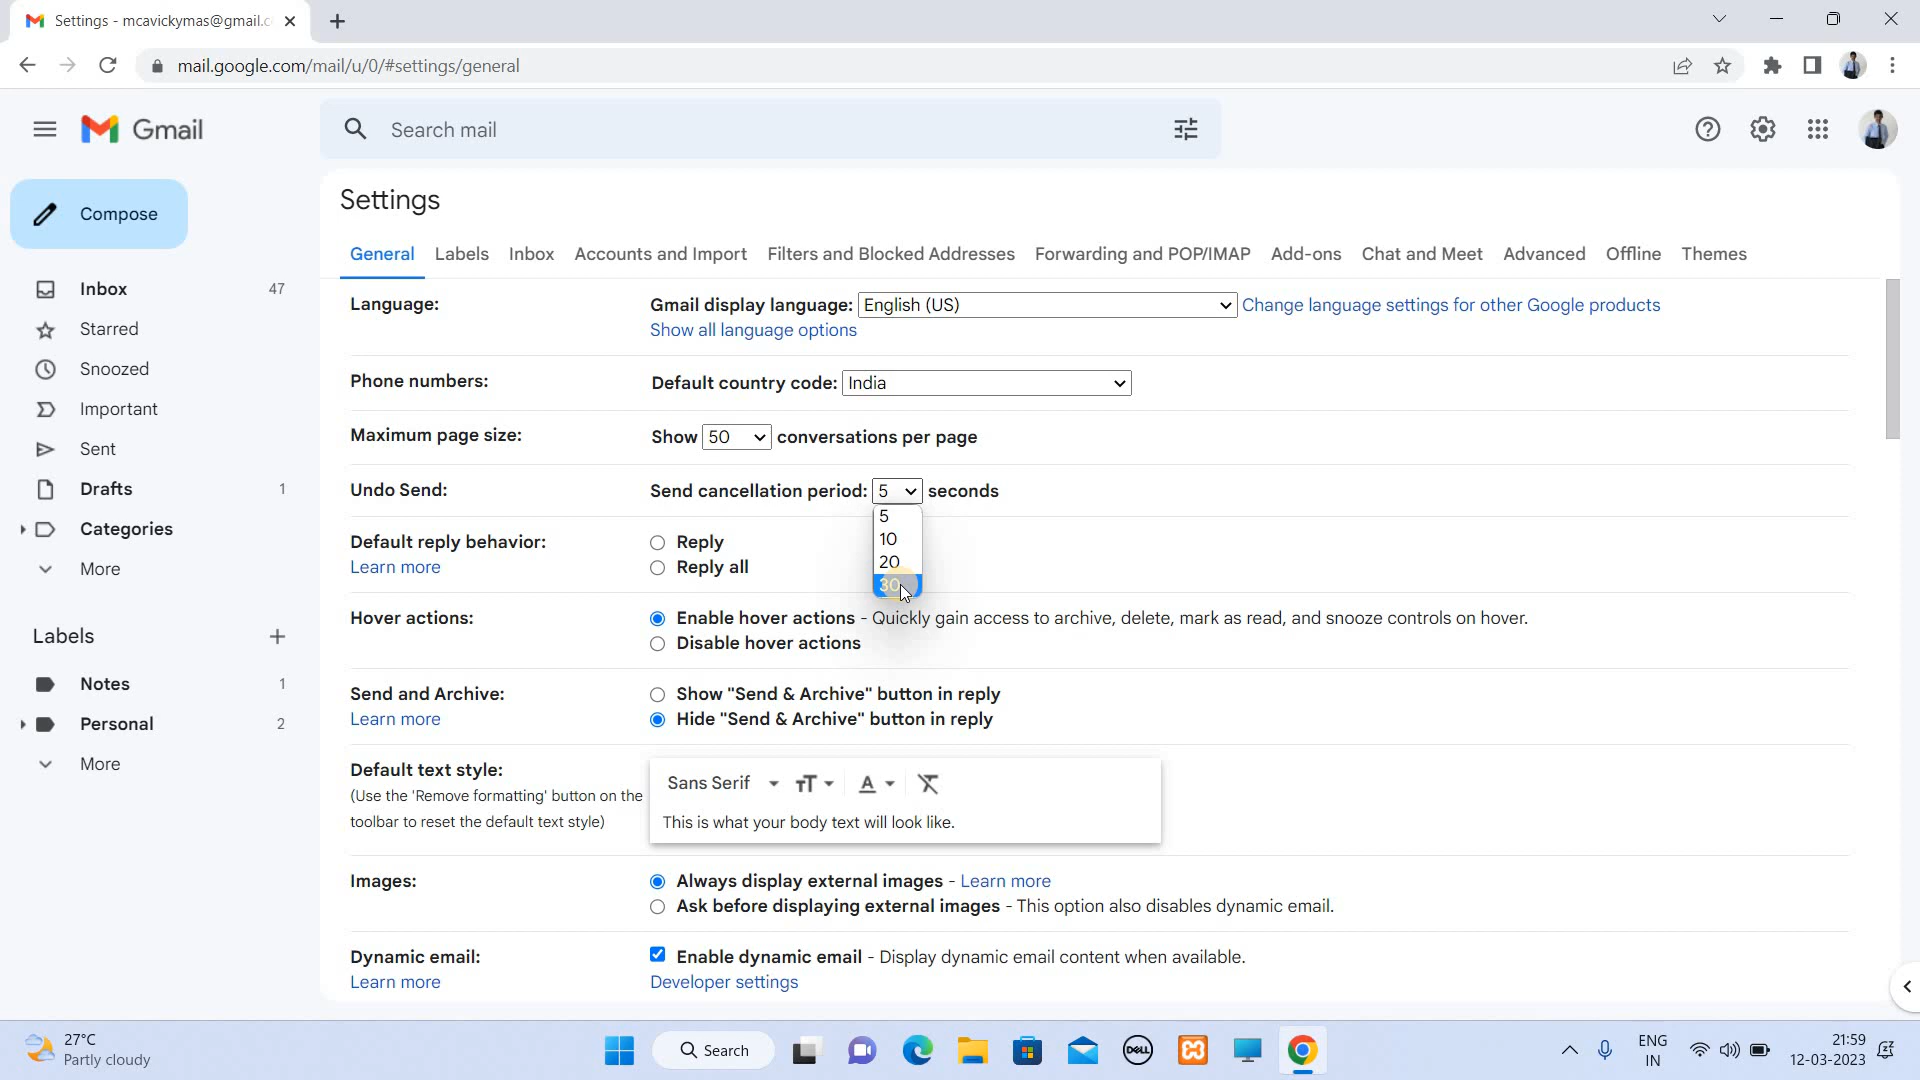 Settings - mcavickymas@gmail.c
mail.google.com/mail/u/0/#settings/general
Gmail
Search mail
Compose
Inbox 47
Starred
Snoozed
Important
Sent
Drafts 1
Categories
More
Labels
Notes 1
Personal 2
More
Settings
General Labels Inbox Accounts and Import Filters and Blocked Addresses Forwarding and POP/IMAP Add-ons Chat and Meet Advanced Offline Themes
Language: Gmail display language: English (US) Change language settings for other Google products
Show all language options
Phone numbers: Default country code: India
Maximum page size: Show 50 conversations per page
Undo Send: Send cancellation period: 5 seconds
5
10
20
30
Default reply behavior: Reply
Learn more Reply all
Hover actions: Enable hover actions - Quickly gain access to archive, delete, mark as read, and snooze controls on hover.
Disable hover actions
Send and Archive: Show "Send & Archive" button in reply
Learn more Hide "Send & Archive" button in reply
Default text style: Sans Serif
(Use the 'Remove formatting' button on the
toolbar to reset the default text style)
This is what your body text will look like.
Images: Always display external images - Learn more
Ask before displaying external images - This option also disables dynamic email.
Dynamic email: Enable dynamic email - Display dynamic email content when available.
Learn more Developer settings
27°C
Partly cloudy
Search
DELL
ENG
IN
21:59
12-03-2023